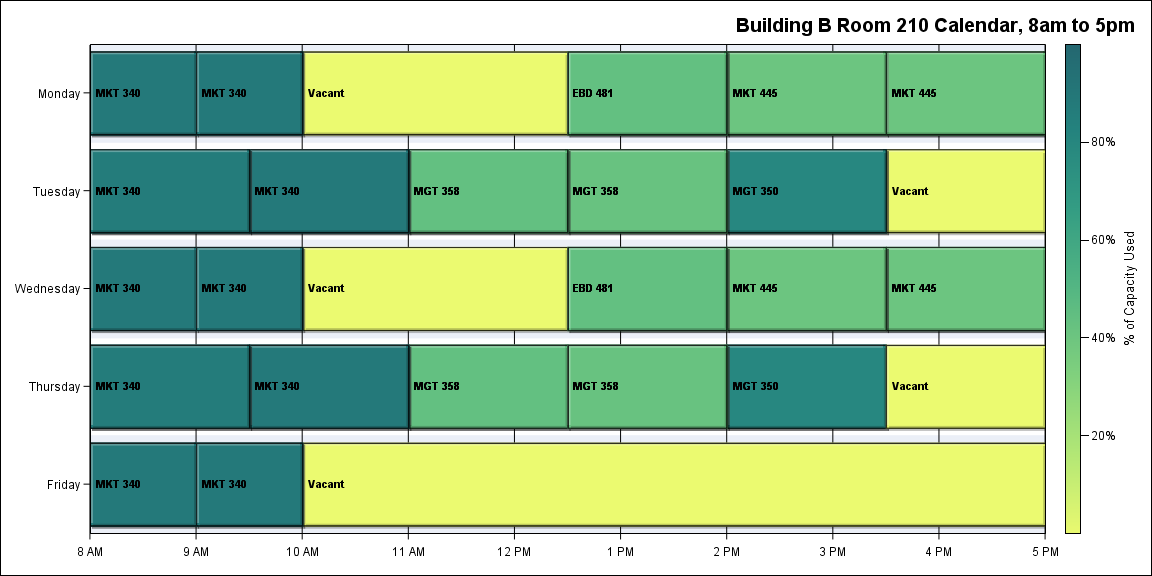 Building B Room 210 Calendar, 8am to 5pm
Monday
MKT 340
MKT 340
Vacant
EBD 481
MKT 445
MKT 445
Tuesday
MKT 340
MKT 340
MGT 358
MGT 358
MGT 350
Vacant
Wednesday
MKT 340
MKT 340
Vacant
EBD 481
MKT 445
MKT 445
Thursday
MKT 340
MKT 340
MGT 358
MGT 358
MGT 350
Vacant
Friday
MKT 340
MKT 340
Vacant
8 AM
9 AM
10 AM
11 AM
12 PM
1 PM
2 PM
3 PM
4 PM
5 PM
80%
60%
40%
20%
% of Capacity Used